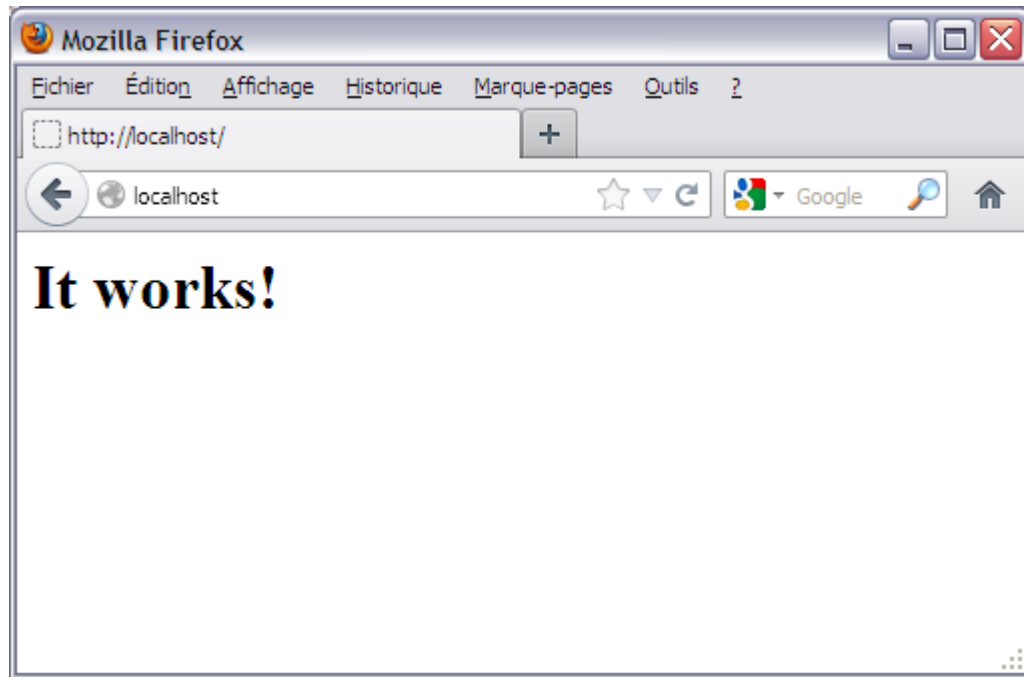 Mozilla Firefox
Fichier Édition Affichage Historique Marque-pages Outils ?
http://localhost/ +
localhost Google
It works!